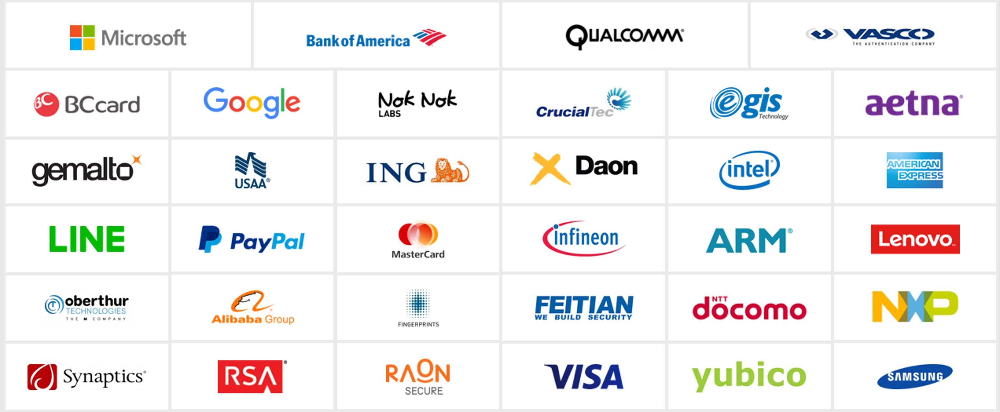 Microsoft
Bank of America
QUALCOMM®
VASCO
THE AUTHENTICATION COMPANY
BC BCcard
Google
Nok Nok
LABS
CrucialTec
egis
Technology
aetna®
gemalto
USAA®
ING
Daon
intel®
AMERICAN
EXPRESS
LINE
P PayPal
MasterCard
infineon
ARM®
Lenovo™
oberthur
TECHNOLOGIES
THE M COMPANY
Alibaba Group
FINGERPRINTS
FEITIAN
WE BUILD SECURITY
NTT
docomo
NXP
Synaptics®
RSA®
RAON
SECURE
VISA
yubico
SAMSUNG